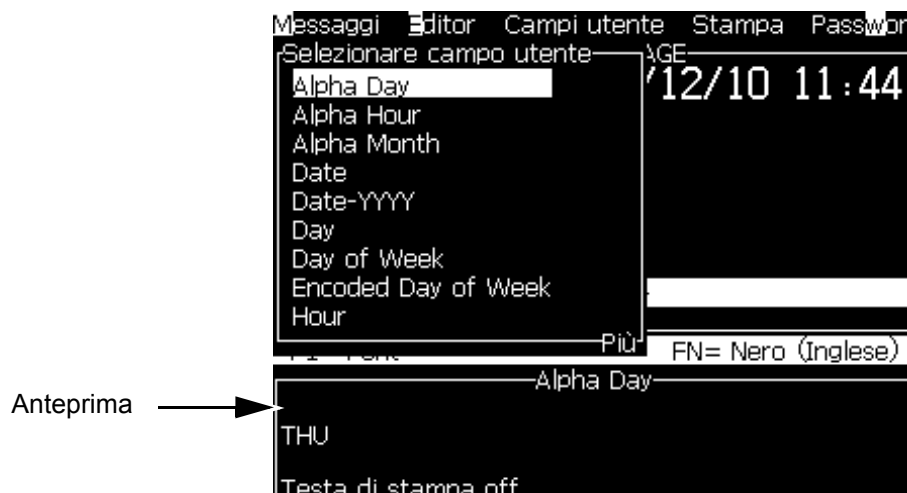 Messaggi Editor Campi utente Stampa Passwor
Selezionare campo utente AGE
Alpha Day /12/10 11:44
Alpha Hour
Alpha Month
Date
Date-YYYY
Day
Day of Week
Encoded Day of Week
Hour
Più
FN= Nero (Inglese)
Alpha Day
Anteprima
THU
Testa di stampa off